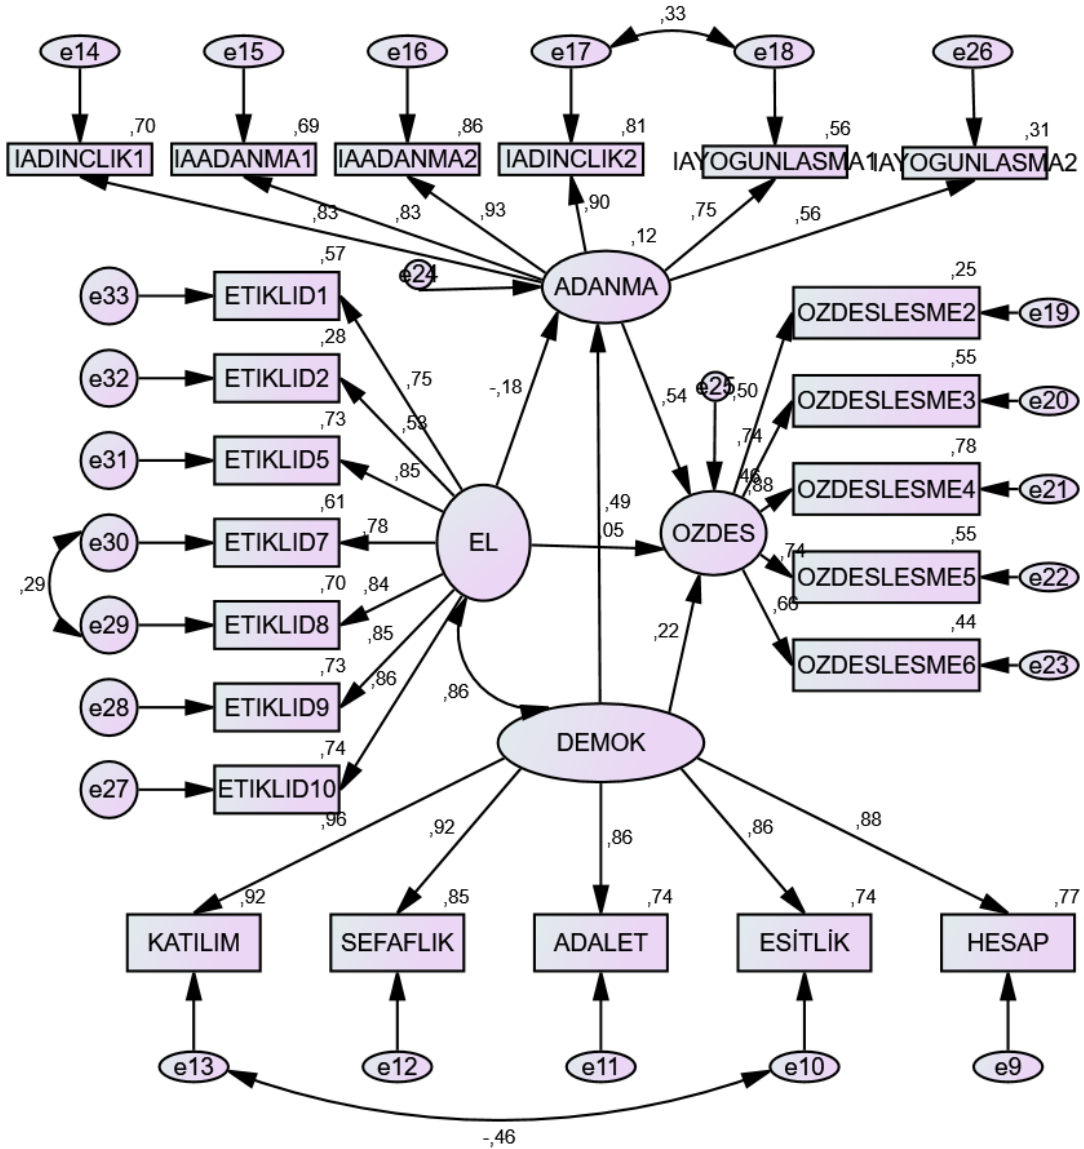 ,33
e14 e15 e16 e17 e18 e26
,70 ,69 ,86 ,81 ,56 ,31
IADINCLIK1 IAADANMA1 IAADANMA2 IADINCLIK2 IAYOGUNLASMA1 IAYOGUNLASMA2
,83 ,83 ,93 ,90 ,75 ,56
,12
e24 ADANMA
,57
e33 ETIKLID1
,25
OZDESLESME2 e19
,28
e32 ETIKLID2
,75 -,18 ,54 e25 ,50
,55
OZDESLESME3 e20
,73 ,53 ,74
e31 ETIKLID5 ,85
,46 ,88
,78
OZDESLESME4 e21
,61 ,78 ,49
,05
e30 ETIKLID7 EL OZDES
,55
,74
OZDESLESME5 e22
,29
,70 ,84
e29 ETIKLID8
,66
,44
,85 ,22
OZDESLESME6 e23
,73 ,86 ,86
e28 ETIKLID9
DEMOK
,74
e27 ETIKLID10
,96 ,92 ,86 ,86 ,88
,92 ,85 ,74 ,74 ,77
KATILIM SEFAFLIK ADALET ESİTLİK HESAP
e13 e12 e11 e10 e9
-,46